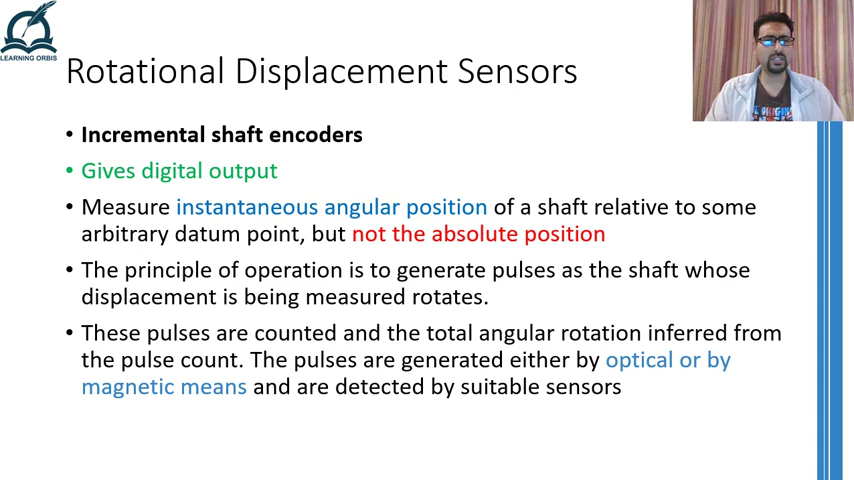 LEARNING ORBIS
Rotational Displacement Sensors
• Incremental shaft encoders
• Gives digital output
• Measure instantaneous angular position of a shaft relative to some
arbitrary datum point, but not the absolute position
• The principle of operation is to generate pulses as the shaft whose
displacement is being measured rotates.
• These pulses are counted and the total angular rotation inferred from
the pulse count. The pulses are generated either by optical or by
magnetic means and are detected by suitable sensors